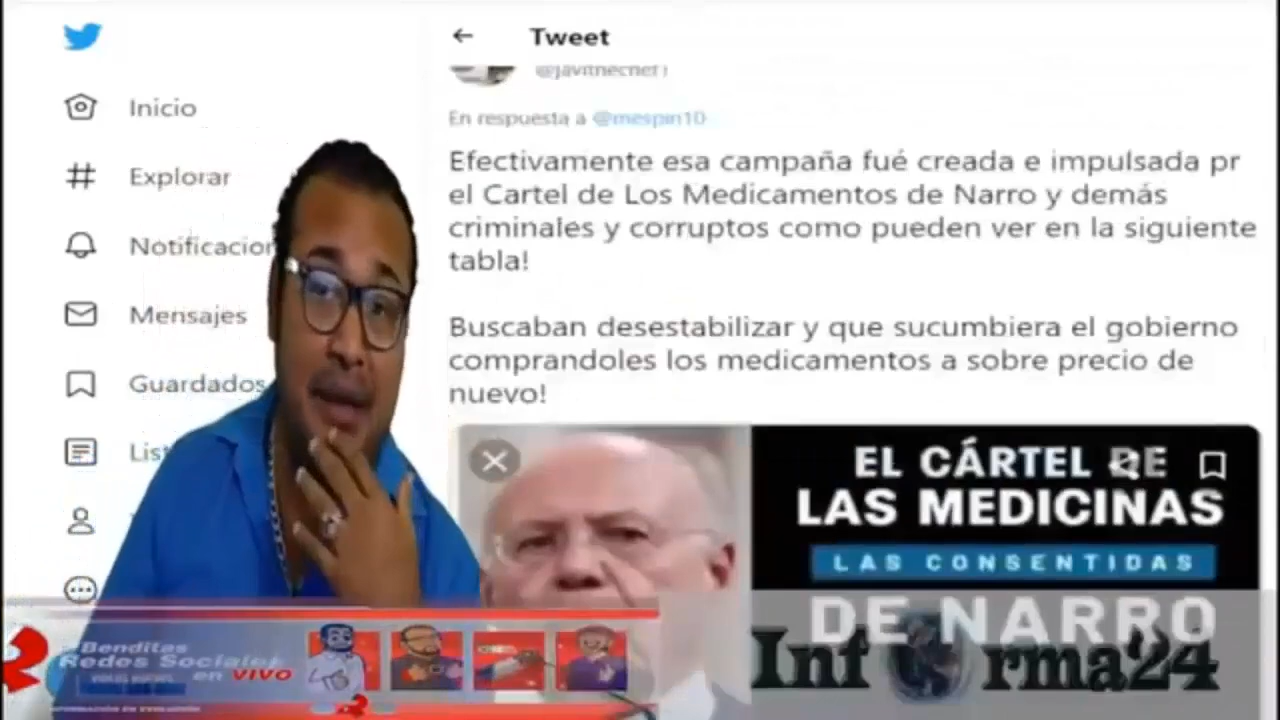 Tweet
Inicio
Explorar
Notificacion
Mensajes
Guardados
List
En respuesta a @mespin10
Efectivamente esa campaña fué creada e impulsada pr
el Cartel de Los Medicamentos de Narro y demás
criminales y corruptos como pueden ver en la siguiente
tabla!
Buscaban desestabilizar y que sucumbiera el gobierno
comprandoles los medicamentos a sobre precio de
nuevo!
EL CÁRTEL DE
LAS MEDICINAS
LAS CONSENTIDAS
DE NARRO
Benditas
Redes Sociales
en VIVO
Informa24